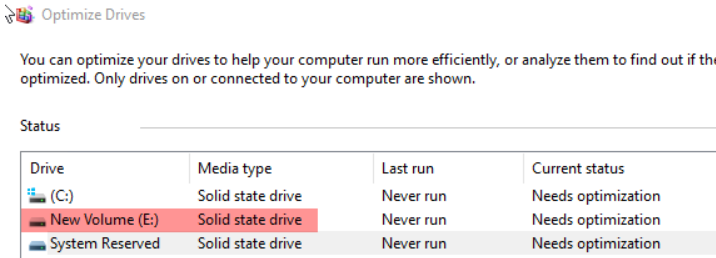 Optimize Drives
You can optimize your drives to help your computer run more efficiently, or analyze them to find out if the
optimized. Only drives on or connected to your computer are shown.
Status
Drive Media type Last run Current status
(C:) Solid state drive Never run Needs optimization
New Volume (E:) Solid state drive Never run Needs optimization
System Reserved Solid state drive Never run Needs optimization